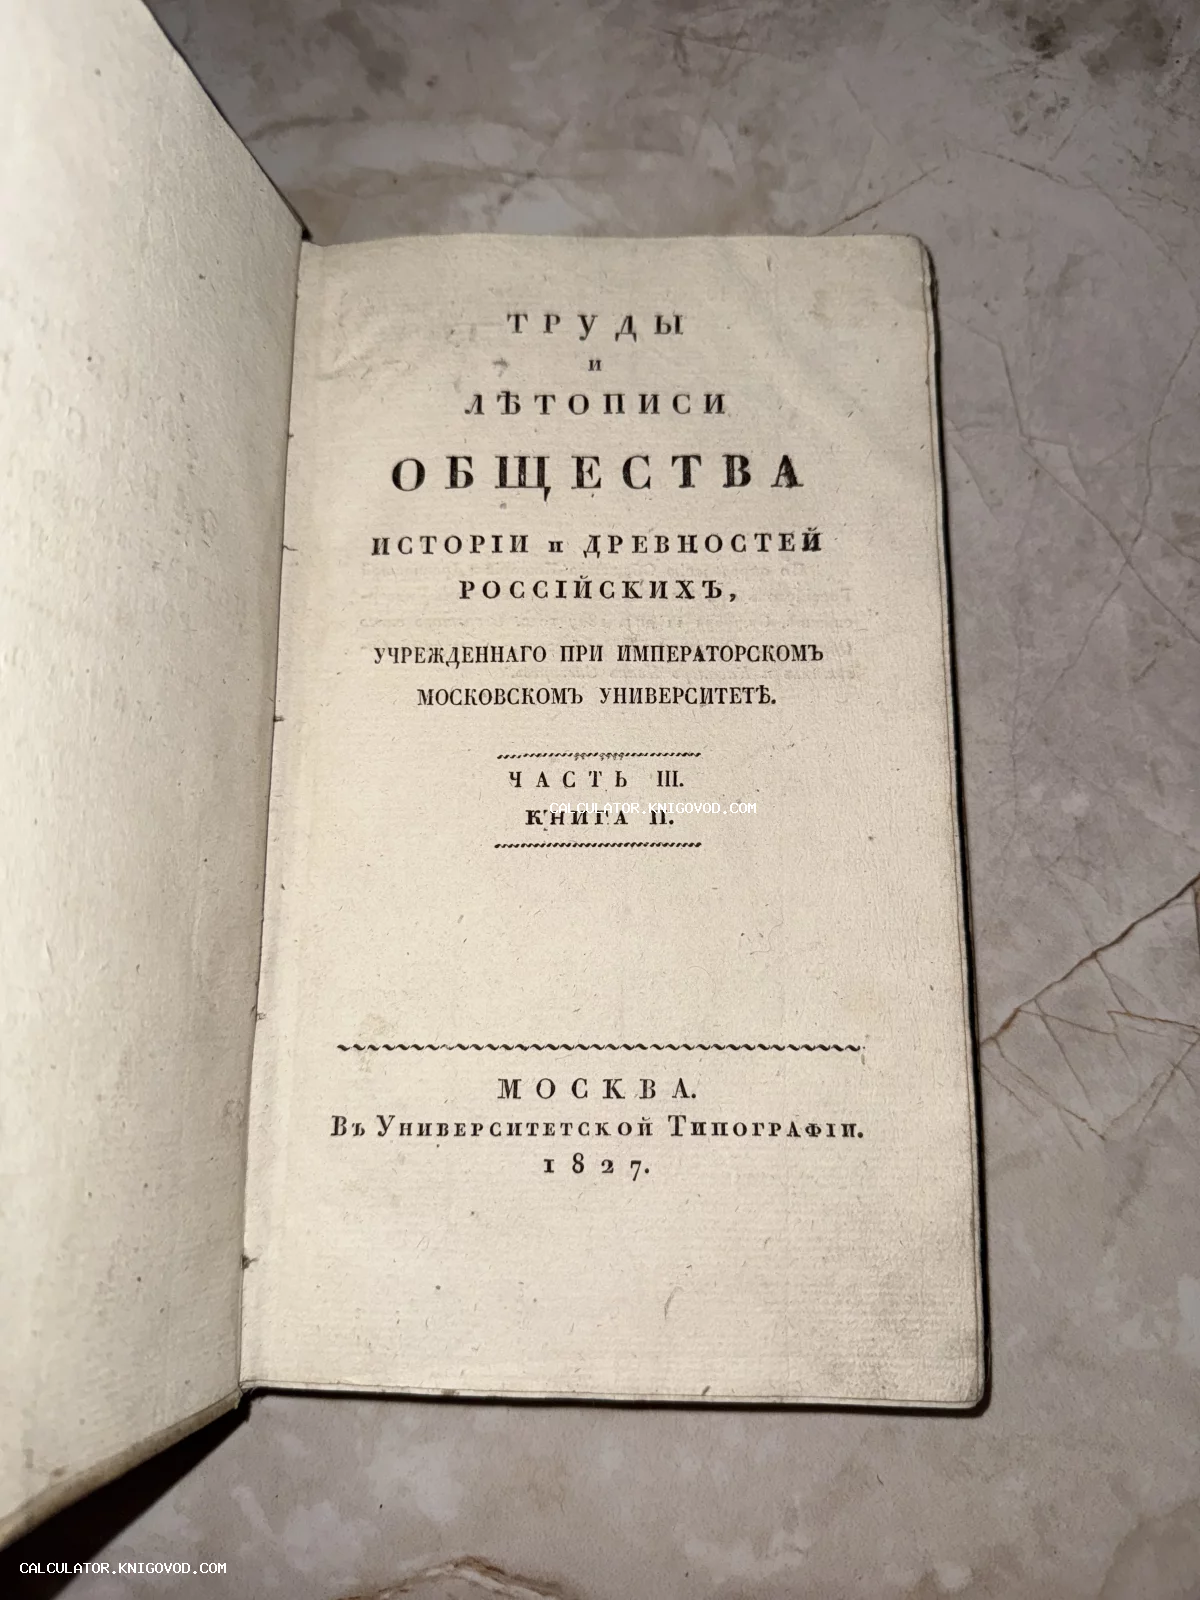 ТРУДЫ
и
ЛѢТОПИСИ
ОБЩЕСТВА
ИСТОРІИ и ДРЕВНОСТЕЙ
РОССІЙСКИХЪ,
УЧРЕЖДЕННАГО ПРИ ИМПЕРАТОРСКОМЪ
МОСКОВСКОМЪ УНИВЕРСИТЕТѢ.
ЧАСТЬ III.
CALCULATOR.KNIGOVOD.COM
КНИГА II.
МОСКВА.
Въ Университетской Типографіи.
1827.
CALCULATOR.KNIGOVOD.COM